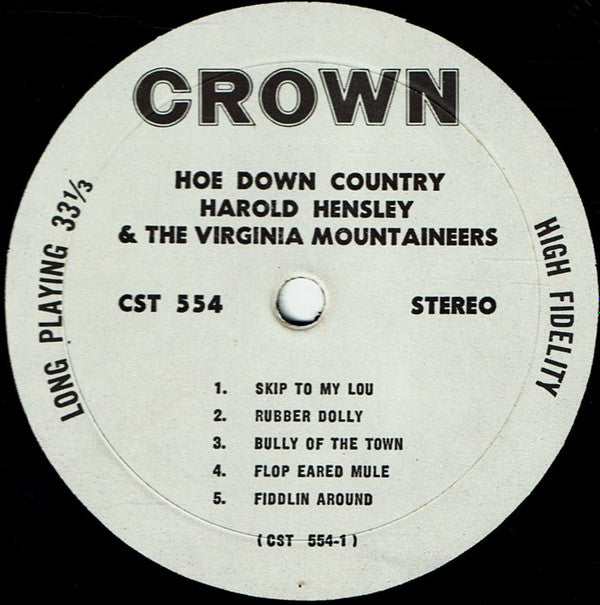 CROWN
HOE DOWN COUNTRY
HAROLD HENSLEY
& THE VIRGINIA MOUNTAINEERS
LONG PLAYING 33⅓
HIGH FIDELITY
CST 554
STEREO
1. SKIP TO MY LOU
2. RUBBER DOLLY
3. BULLY OF THE TOWN
4. FLOP EARED MULE
5. FIDDLIN AROUND
(CST 554-1)